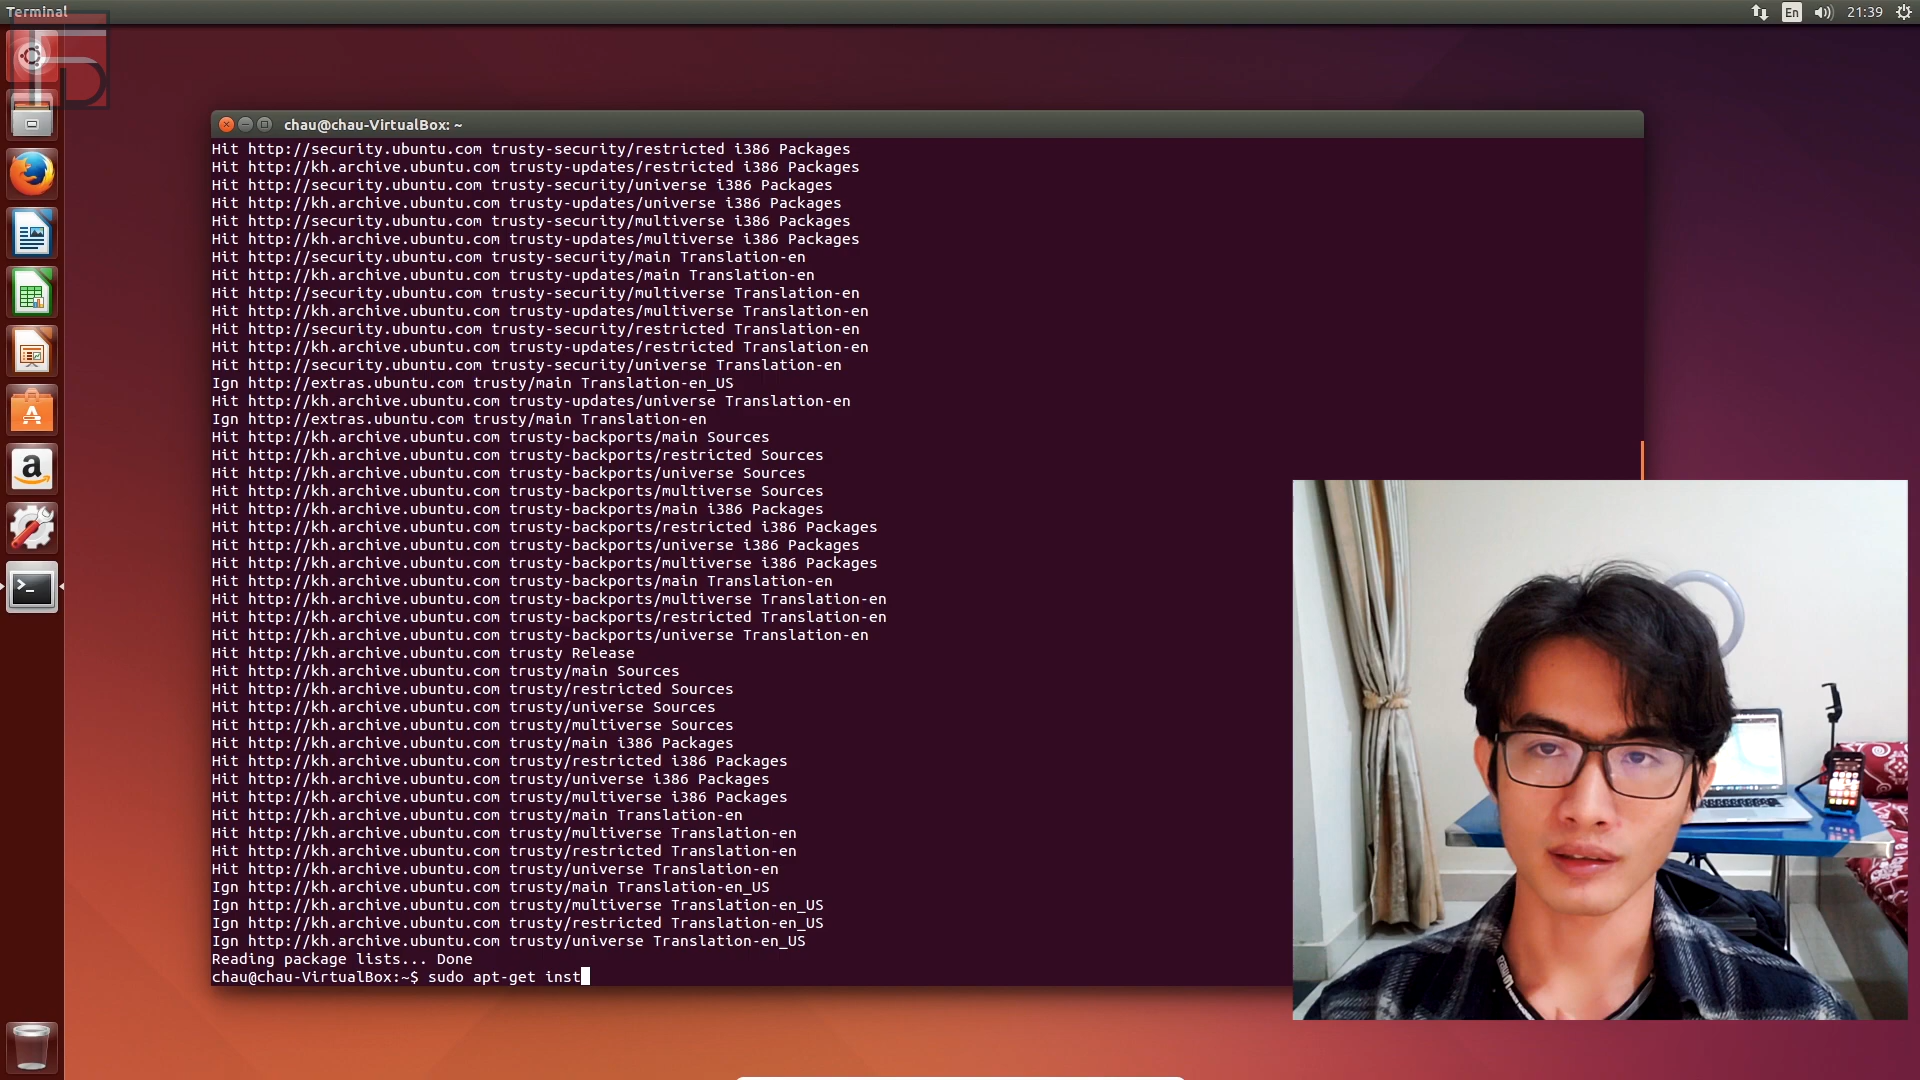 Terminal
En
21:39
chau@chau-VirtualBox: ~
Hit http://security.ubuntu.com trusty-security/restricted i386 Packages
Hit http://kh.archive.ubuntu.com trusty-updates/restricted i386 Packages
Hit http://security.ubuntu.com trusty-security/universe i386 Packages
Hit http://kh.archive.ubuntu.com trusty-updates/universe i386 Packages
Hit http://security.ubuntu.com trusty-security/multiverse i386 Packages
Hit http://kh.archive.ubuntu.com trusty-updates/multiverse i386 Packages
Hit http://security.ubuntu.com trusty-security/main Translation-en
Hit http://kh.archive.ubuntu.com trusty-updates/main Translation-en
Hit http://security.ubuntu.com trusty-security/multiverse Translation-en
Hit http://kh.archive.ubuntu.com trusty-updates/multiverse Translation-en
Hit http://security.ubuntu.com trusty-security/restricted Translation-en
Hit http://kh.archive.ubuntu.com trusty-updates/restricted Translation-en
Hit http://security.ubuntu.com trusty-security/universe Translation-en
Ign http://extras.ubuntu.com trusty/main Translation-en_US
Hit http://kh.archive.ubuntu.com trusty-updates/universe Translation-en
Ign http://extras.ubuntu.com trusty/main Translation-en
Hit http://kh.archive.ubuntu.com trusty-backports/main Sources
Hit http://kh.archive.ubuntu.com trusty-backports/restricted Sources
Hit http://kh.archive.ubuntu.com trusty-backports/universe Sources
Hit http://kh.archive.ubuntu.com trusty-backports/multiverse Sources
Hit http://kh.archive.ubuntu.com trusty-backports/main i386 Packages
Hit http://kh.archive.ubuntu.com trusty-backports/restricted i386 Packages
Hit http://kh.archive.ubuntu.com trusty-backports/universe i386 Packages
Hit http://kh.archive.ubuntu.com trusty-backports/multiverse i386 Packages
Hit http://kh.archive.ubuntu.com trusty-backports/main Translation-en
Hit http://kh.archive.ubuntu.com trusty-backports/multiverse Translation-en
Hit http://kh.archive.ubuntu.com trusty-backports/restricted Translation-en
Hit http://kh.archive.ubuntu.com trusty-backports/universe Translation-en
Hit http://kh.archive.ubuntu.com trusty Release
Hit http://kh.archive.ubuntu.com trusty/main Sources
Hit http://kh.archive.ubuntu.com trusty/restricted Sources
Hit http://kh.archive.ubuntu.com trusty/universe Sources
Hit http://kh.archive.ubuntu.com trusty/multiverse Sources
Hit http://kh.archive.ubuntu.com trusty/main i386 Packages
Hit http://kh.archive.ubuntu.com trusty/restricted i386 Packages
Hit http://kh.archive.ubuntu.com trusty/universe i386 Packages
Hit http://kh.archive.ubuntu.com trusty/multiverse i386 Packages
Hit http://kh.archive.ubuntu.com trusty/main Translation-en
Hit http://kh.archive.ubuntu.com trusty/multiverse Translation-en
Hit http://kh.archive.ubuntu.com trusty/restricted Translation-en
Hit http://kh.archive.ubuntu.com trusty/universe Translation-en
Ign http://kh.archive.ubuntu.com trusty/main Translation-en_US
Ign http://kh.archive.ubuntu.com trusty/multiverse Translation-en_US
Ign http://kh.archive.ubuntu.com trusty/restricted Translation-en_US
Ign http://kh.archive.ubuntu.com trusty/universe Translation-en_US
Reading package lists... Done
chau@chau-VirtualBox:~$ sudo apt-get inst